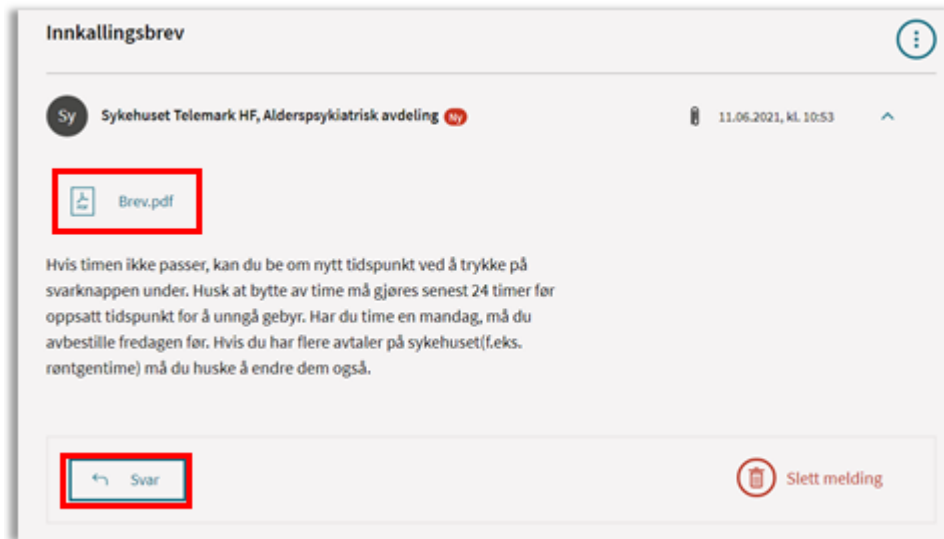 Innkallingsbrev
Sy
Sykehuset Telemark HF, Alderspsykiatrisk avdeling Ny
11.06.2021, kl. 10:53
Brev.pdf
Hvis timen ikke passer, kan du be om nytt tidspunkt ved å trykke på
svarknappen under. Husk at bytte av time må gjøres senest 24 timer før
oppsatt tidspunkt for å unngå gebyr. Har du time en mandag, må du
avbestille fredagen før. Hvis du har flere avtaler på sykehuset(f.eks.
røntgentime) må du huske å endre dem også.
Svar
Slett melding